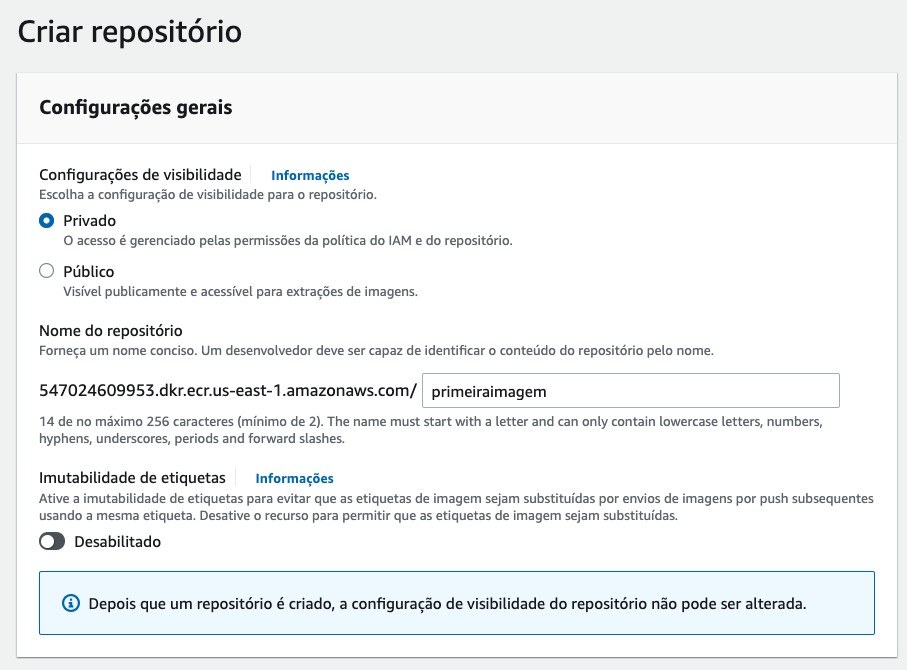 Criar repositório
Configurações gerais
Configurações de visibilidade
Informações
Escolha a configuração de visibilidade para o repositório.
Privado
O acesso é gerenciado pelas permissões da política do IAM e do repositório.
Público
Visível publicamente e acessível para extrações de imagens.
Nome do repositório
Forneça um nome conciso. Um desenvolvedor deve ser capaz de identificar o conteúdo do repositório pelo nome.
547024609953.dkr.ecr.us-east-1.amazonaws.com/ primeiraimagem
14 de no máximo 256 caracteres (mínimo de 2). The name must start with a letter and can only contain lowercase letters, numbers,
hyphens, underscores, periods and forward slashes.
Imutabilidade de etiquetas
Informações
Ative a imutabilidade de etiquetas para evitar que as etiquetas de imagem sejam substituídas por envios de imagens por push subsequentes
usando a mesma etiqueta. Desative o recurso para permitir que as etiquetas de imagem sejam substituídas.
Desabilitado
Depois que um repositório é criado, a configuração de visibilidade do repositório não pode ser alterada.